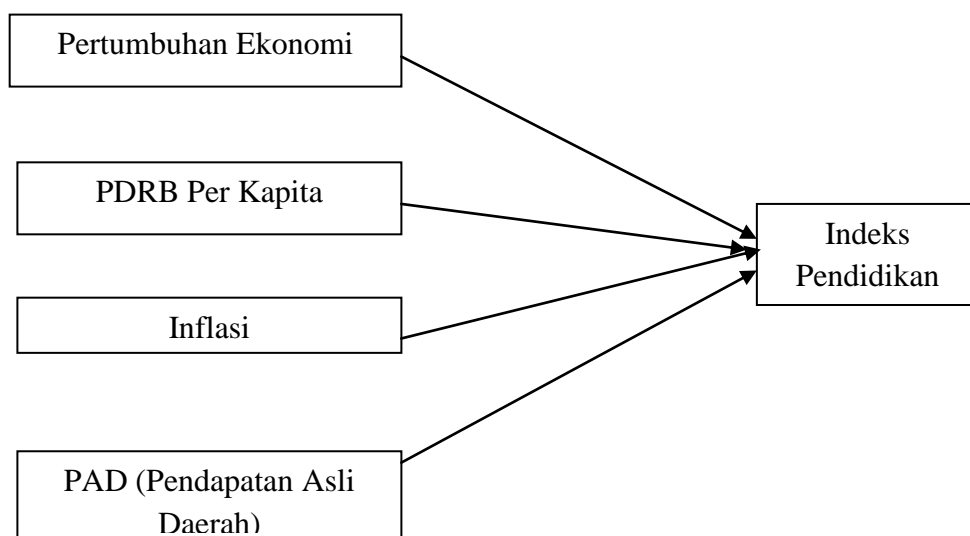 Pertumbuhan Ekonomi
PDRB Per Kapita
Indeks
Pendidikan
Inflasi
PAD (Pendapatan Asli
Daerah)